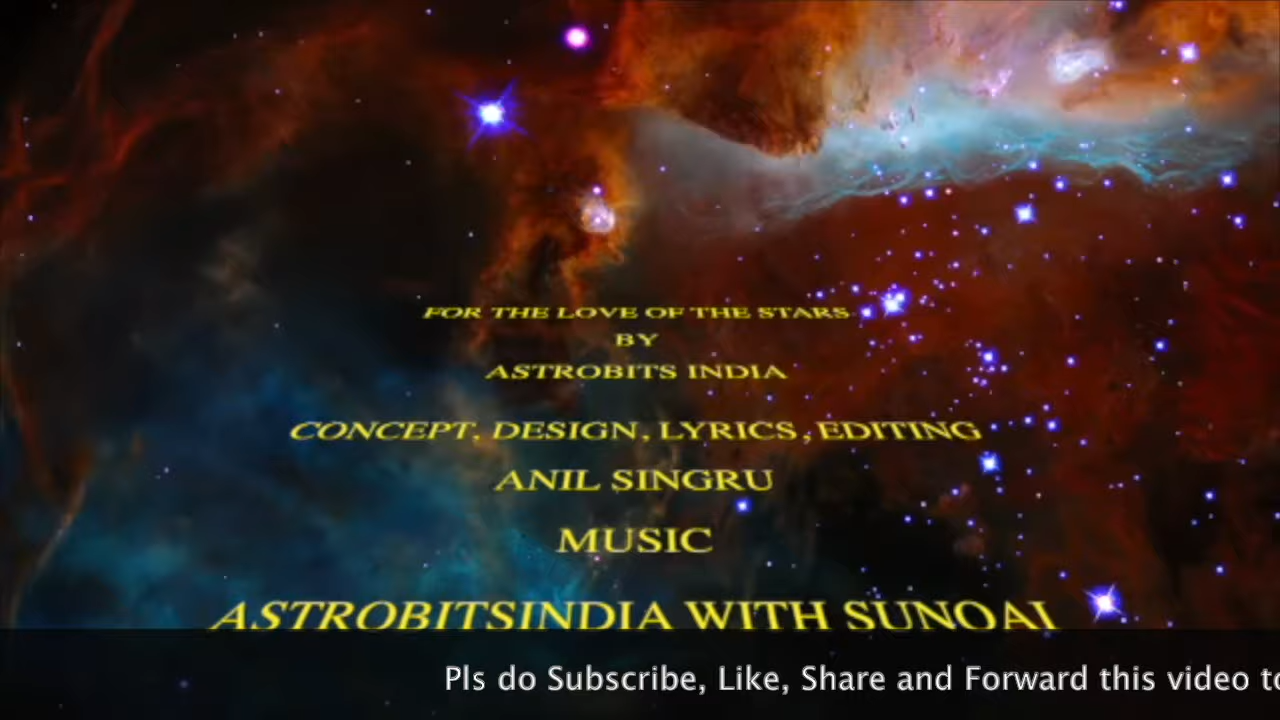 FOR THE LOVE OF THE STARS
BY
ASTROBITS INDIA
CONCEPT, DESIGN, LYRICS, EDITING
ANIL SINGRU
MUSIC
ASTROBITSINDIA WITH SUNOAI
Pls do Subscribe, Like, Share and Forward this video to